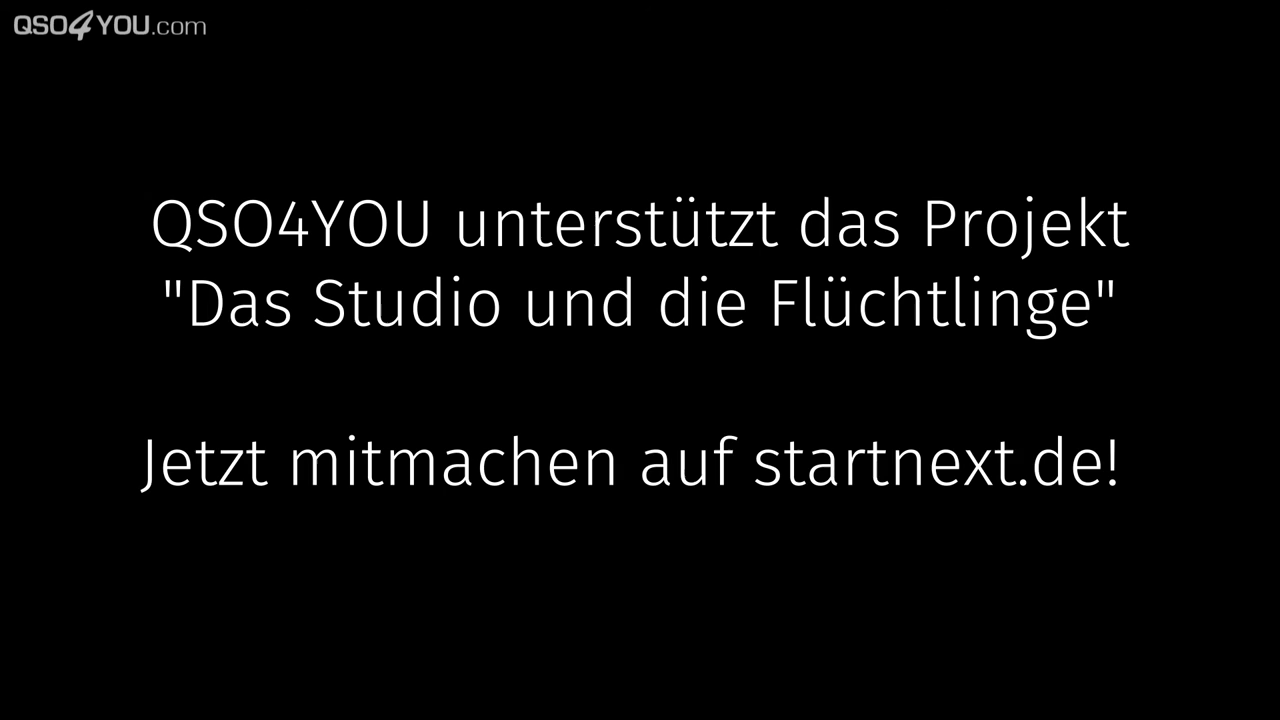 QSO4YOU.com
QSO4YOU unterstützt das Projekt
"Das Studio und die Flüchtlinge"
Jetzt mitmachen auf startnext.de!